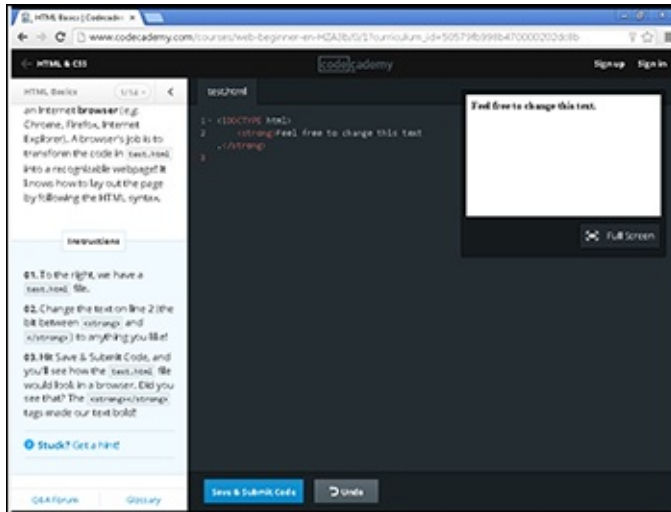 HTML Basics | Codecade
www.codecademy.com/courses/web-beginner-en-HZA3b/0/1?curriculum_id=50579fb998b470000202dc8b
HTML & CSS
codecademy
Sign up Sign in
HTML Basics 1/14
an Internet browser (e.g.
Chrome, Firefox, Internet
Explorer). A browser's job is to
transform the code in test.html
into a recognizable webpage! It
knows how to lay out the page
by following the HTML syntax.
Instructions
01. To the right, we have a
test.html file.
02. Change the text on line 2 (the
bit between <strong> and
</strong>) to anything you like!
03. Hit Save & Submit Code, and
you'll see how the test.html file
would look in a browser. Did you
see that? The <strong></strong>
tags made our text bold!
Stuck? Get a hint!
Q&A Forum Glossary
test.html
1 <!DOCTYPE html>
2 <strong>Feel free to change this text
.</strong>
3
Save & Submit Code Undo
Feel free to change this text.
Full Screen